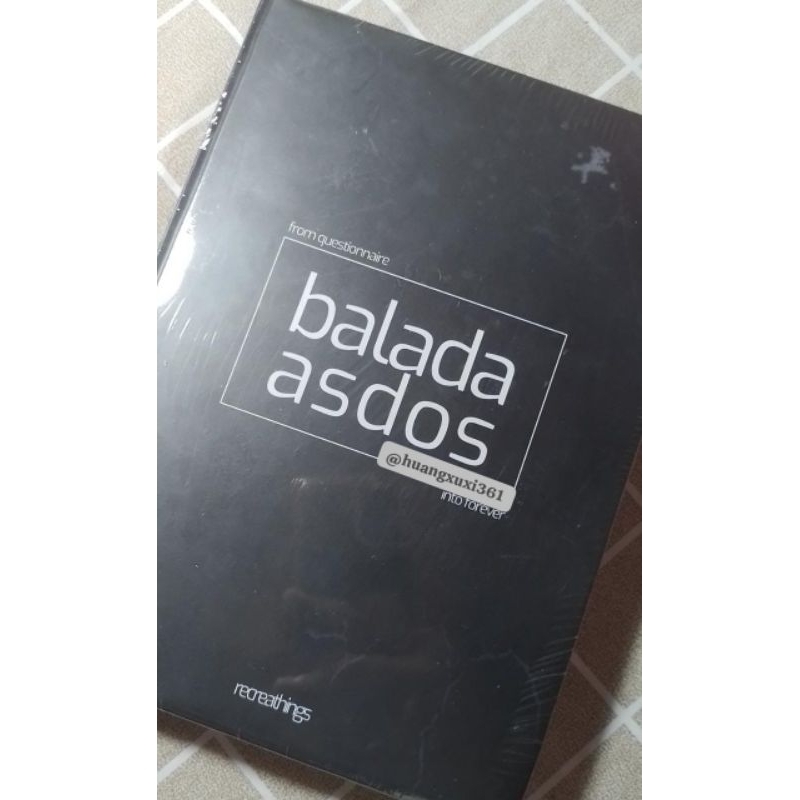 from questionnaire
balada
asdos
@huangxuxi361
into forever
recreathings